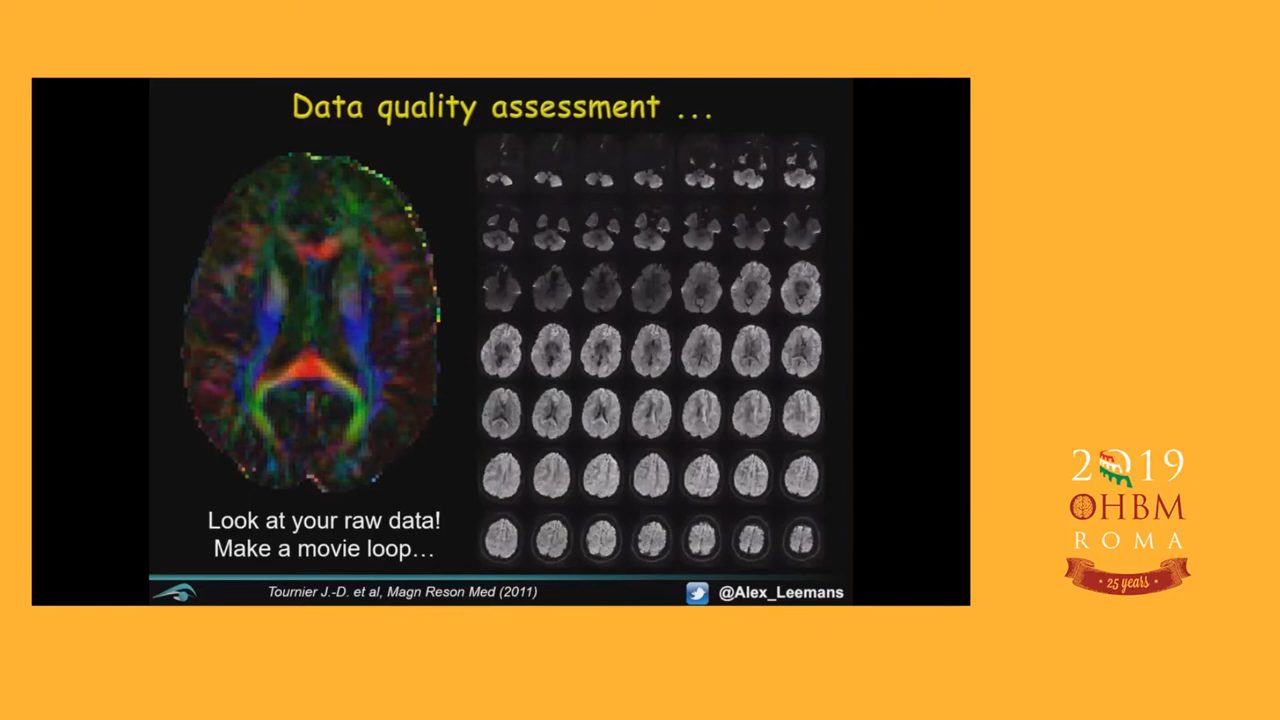 Data quality assessment ...
Look at your raw data!
Make a movie loop...
Tournier J.-D. et al, Magn Reson Med (2011)
@Alex_Leemans
2019
OHBM
ROMA
· 25 years ·